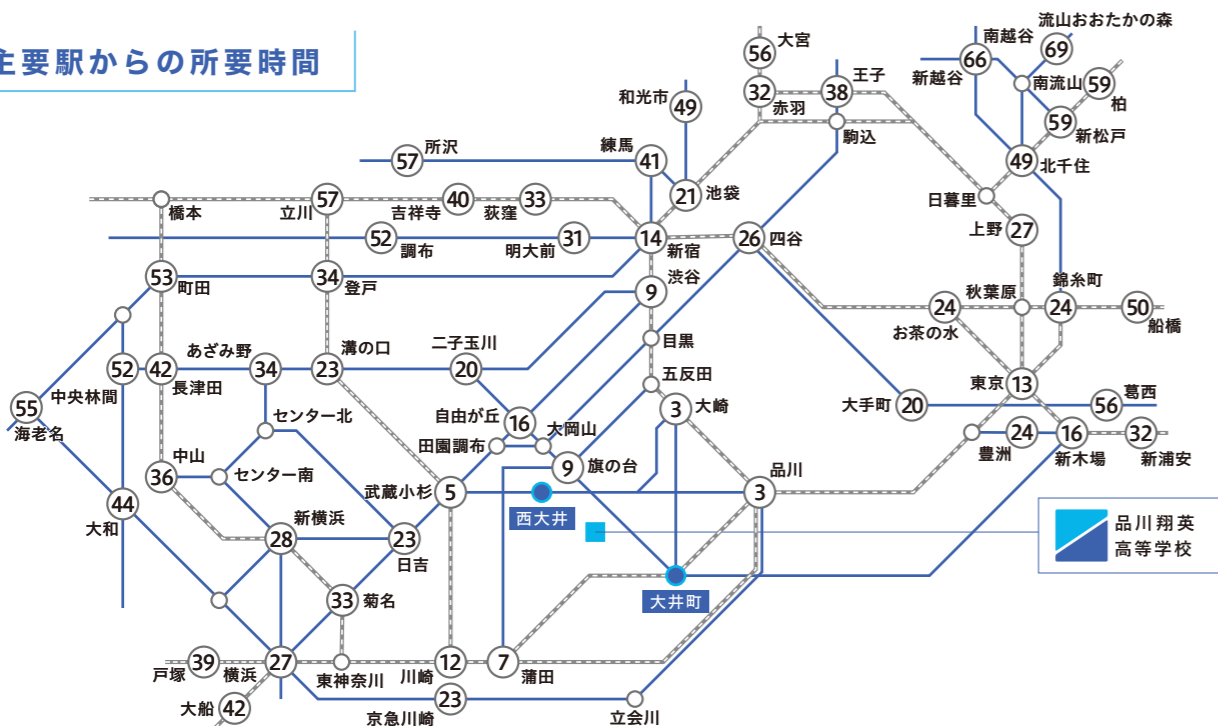 主要駅からの所要時間
流山おおたかの森
大宮
56
南越谷
66
69
王子
38
新越谷
和光市
49
32
赤羽
南流山
59
柏
59
新松戸
所沢
57
練馬
41
駒込
49
北千住
21
池袋
日暮里
橋本
57
立川
40
吉祥寺
33
荻窪
上野
27
52
調布
31
明大前
14
新宿
26
四谷
53
町田
34
登戸
渋谷
9
秋葉原
錦糸町
24
お茶の水
24
50
船橋
目黒
二子玉川
あざみ野
溝の口
52
中央林間
42
長津田
34
23
20
五反田
東京
13
3
大崎
大手町
20
葛西
56
55
海老名
センター北
自由が丘
16
大岡山
田園調布
24
豊洲
16
新木場
32
新浦安
中山
36
センター南
9
旗の台
武蔵小杉
5
品川
3
西大井
44
大和
新横浜
28
23
日吉
品川翔英
高等学校
大井町
33
菊名
戸塚
39
横浜
27
東神奈川
川崎
12
7
蒲田
大船
42
23
京急川崎
立会川